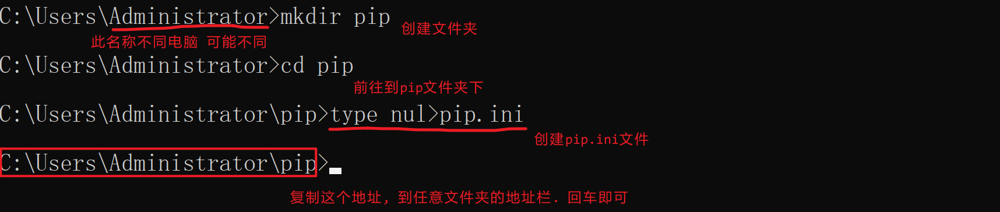 C:\Users\Administrator>mkdir pip
创建文件夹
此名称不同电脑 可能不同
C:\Users\Administrator>cd pip
前往到pip文件夹下
C:\Users\Administrator\pip>type nul>pip.ini
创建pip.ini文件
C:\Users\Administrator\pip>
复制这个地址, 到任意文件夹的地址栏. 回车即可